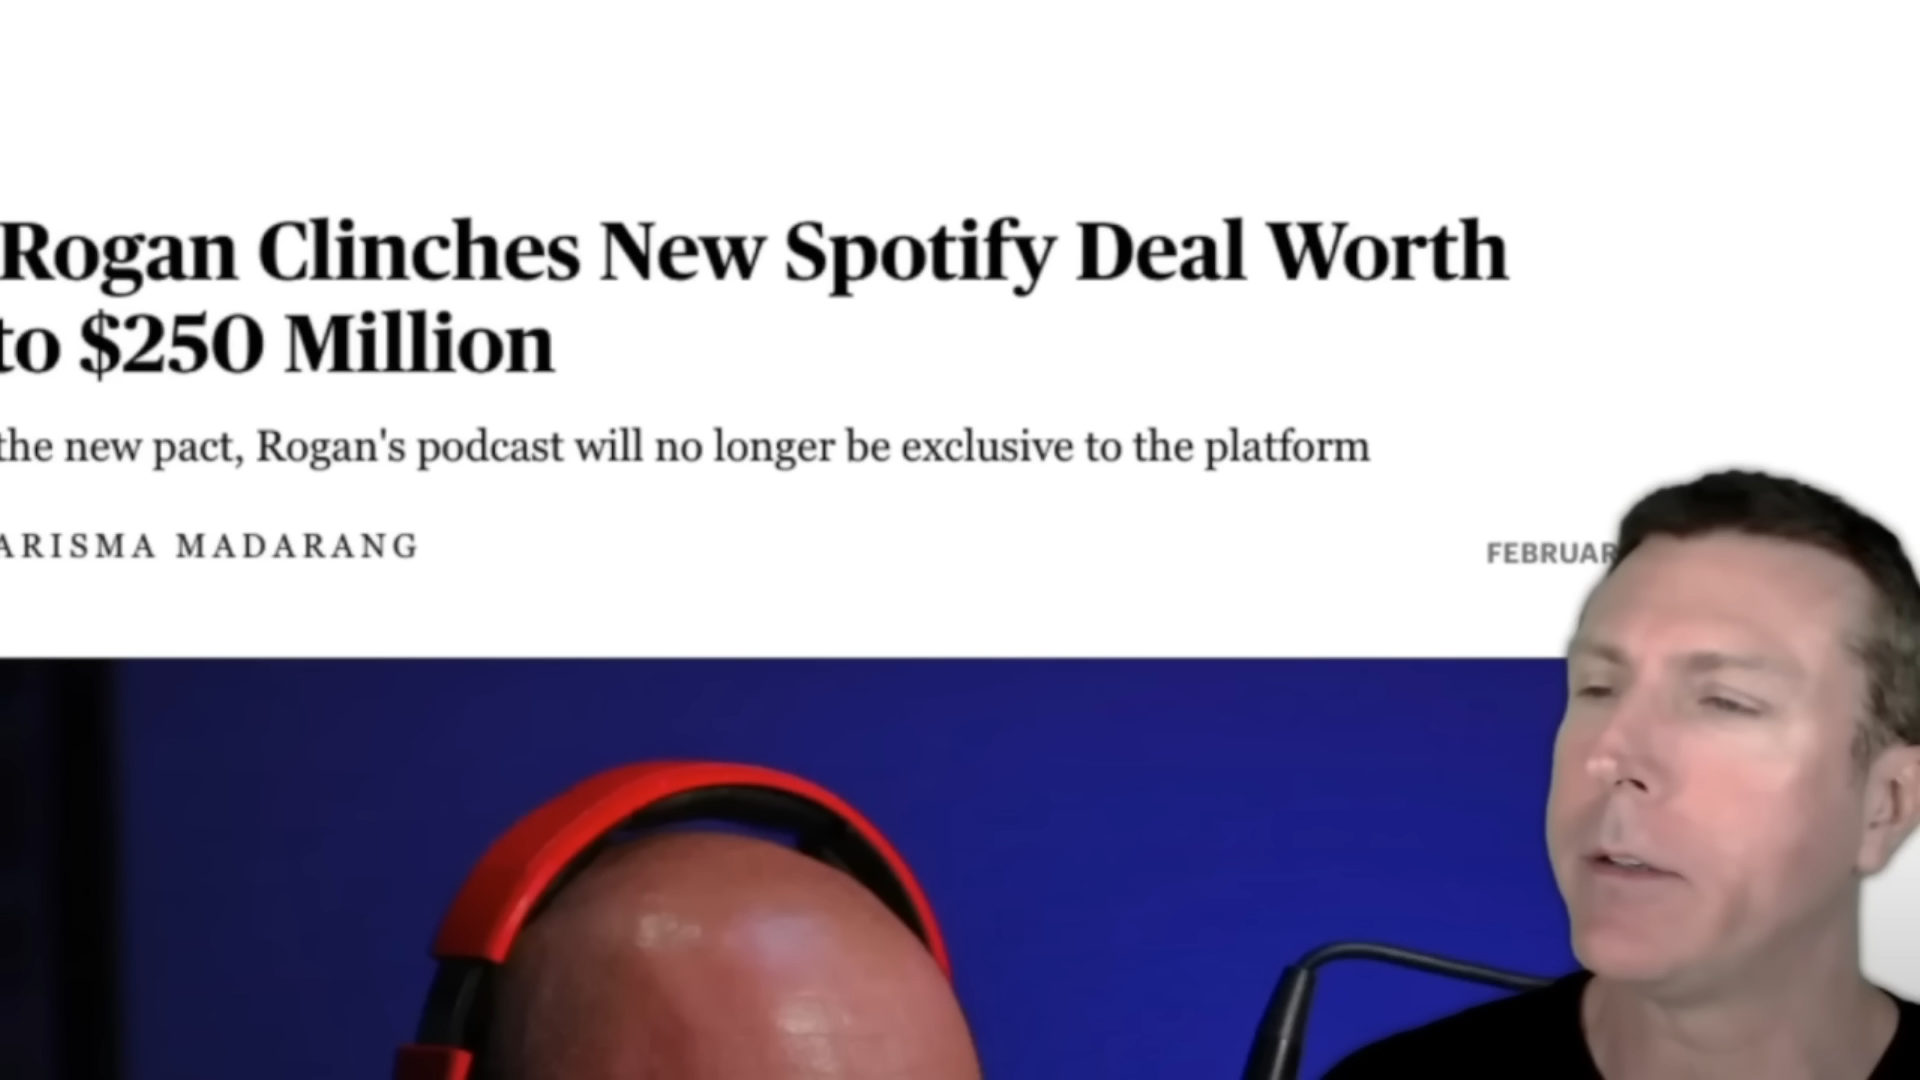 Rogan Clinches New Spotify Deal Worth
to $250 Million
the new pact, Rogan's podcast will no longer be exclusive to the platform
ARISMA MADARANG
FEBRUAR